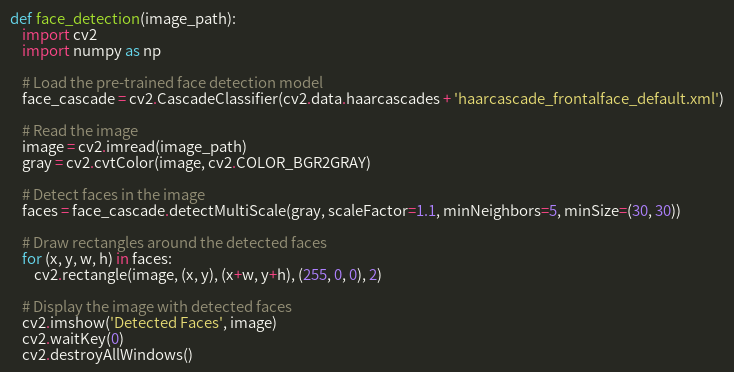 def face_detection(image_path):
    import cv2
    import numpy as np

    # Load the pre-trained face detection model
    face_cascade = cv2.CascadeClassifier(cv2.data.haarcascades + 'haarcascade_frontalface_default.xml')

    # Read the image
    image = cv2.imread(image_path)
    gray = cv2.cvtColor(image, cv2.COLOR_BGR2GRAY)

    # Detect faces in the image
    faces = face_cascade.detectMultiScale(gray, scaleFactor=1.1, minNeighbors=5, minSize=(30, 30))

    # Draw rectangles around the detected faces
    for (x, y, w, h) in faces:
        cv2.rectangle(image, (x, y), (x+w, y+h), (255, 0, 0), 2)

    # Display the image with detected faces
    cv2.imshow('Detected Faces', image)
    cv2.waitKey(0)
    cv2.destroyAllWindows()